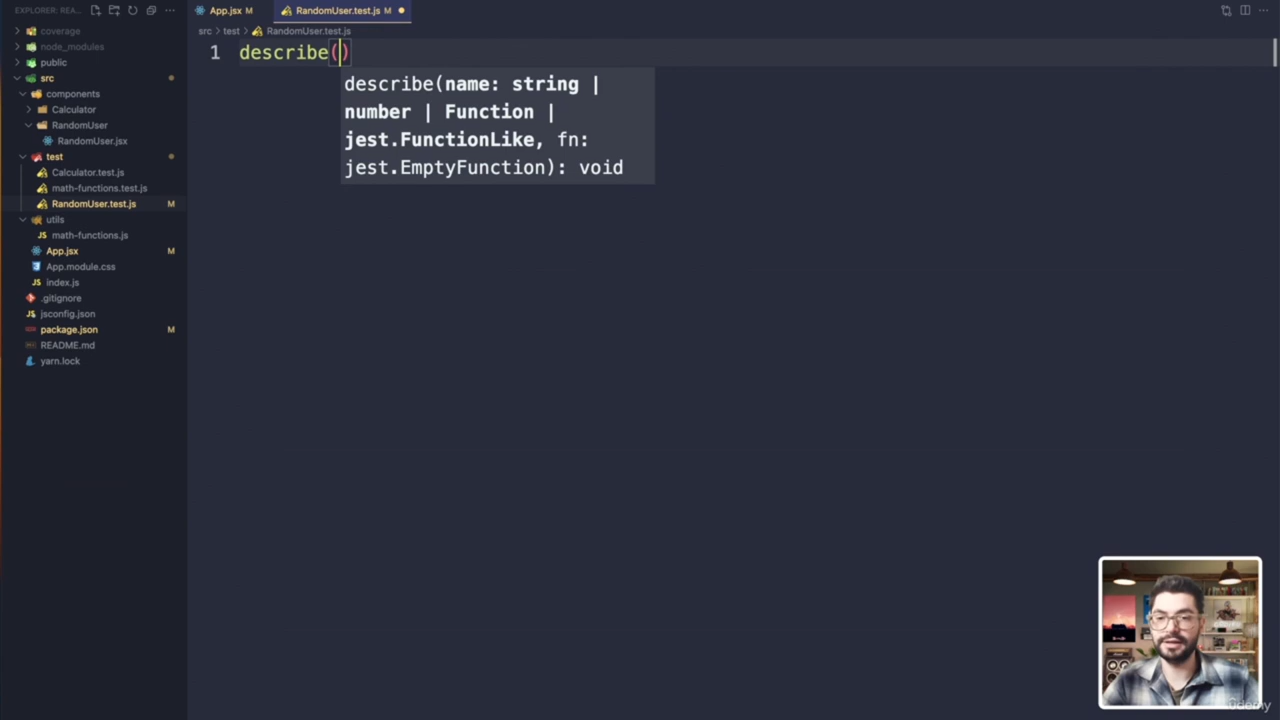 EXPLORER: REA...
coverage
node_modules
public
src
components
Calculator
RandomUser
RandomUser.jsx
test
Calculator.test.js
math-functions.test.js
RandomUser.test.js M
utils
JS math-functions.js
App.jsx M
App.module.css
JS index.js
.gitignore
jsconfig.json
package.json M
README.md
yarn.lock
App.jsx M
RandomUser.test.js M
src > test > RandomUser.test.js
1 describe()
describe(name: string |
number | Function |
jest.FunctionLike, fn:
jest.EmptyFunction): void
ûdemy